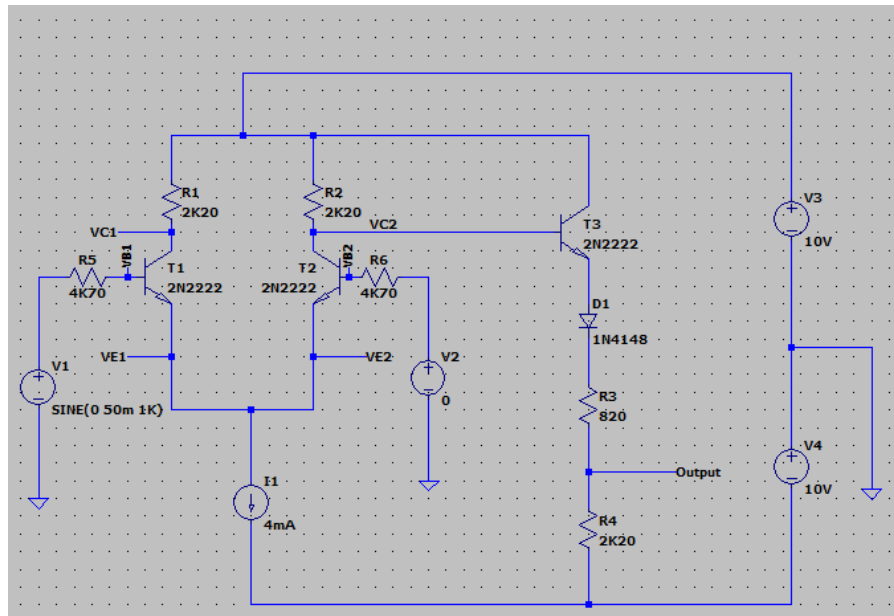 R1
2K20
R2
2K20
VC1
VC2
VB1
VB2
R5
4K70
T1
2N2222
T2
2N2222
R6
4K70
T3
2N2222
V3
10V
D1
1N4148
VE1
VE2
V1
SINE(0 50m 1K)
V2
0
R3
820
Output
V4
10V
I1
4mA
R4
2K20